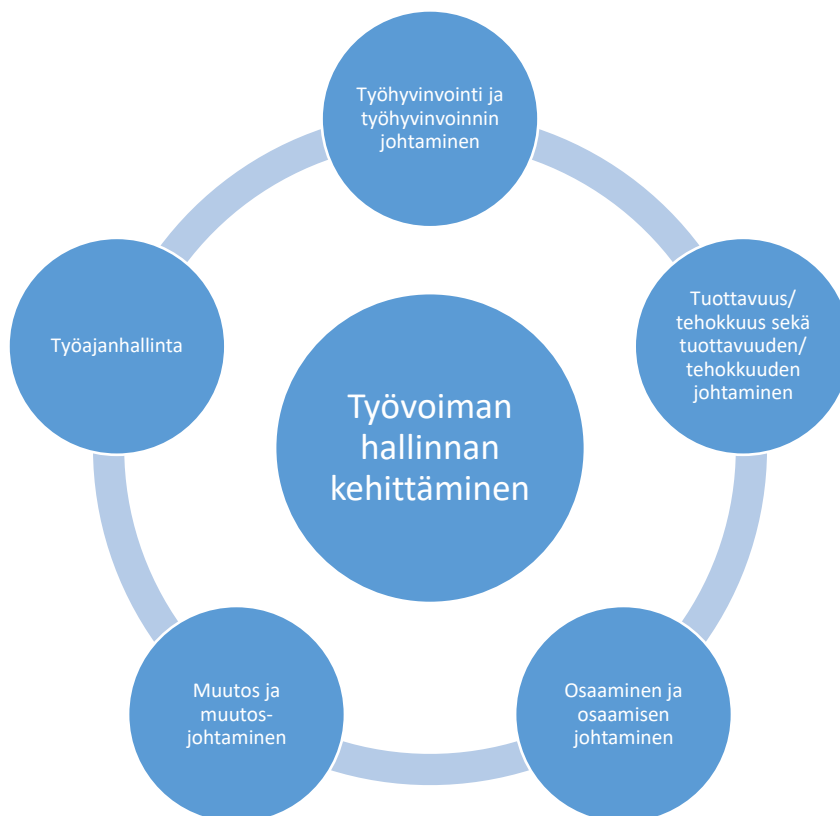 Työhyvinvointi ja
työhyvinvoinnin
johtaminen
Tuottavuus/
tehokkuus sekä
tuottavuuden/
tehokkuuden
johtaminen
Työajanhallinta
Työvoiman
hallinnan
kehittäminen
Muutos ja
muutos-
johtaminen
Osaaminen ja
osaamisen
johtaminen